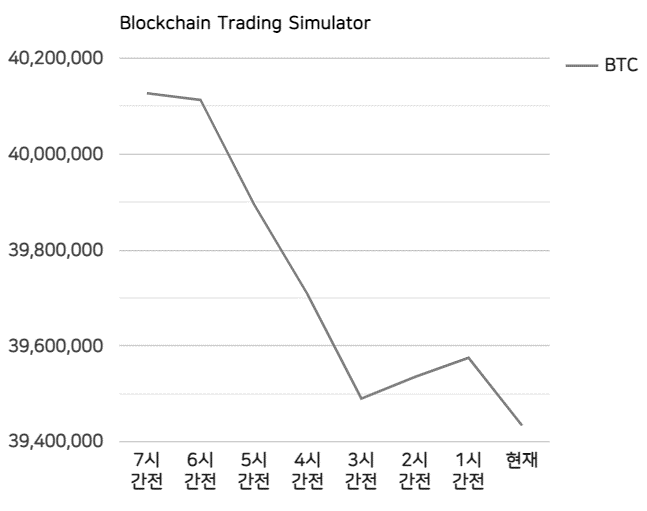 Blockchain Trading Simulator
40,200,000
BTC
40,000,000
39,800,000
39,600,000
39,400,000
7시 6시 5시 4시 3시 2시 1시 현재
간전 간전 간전 간전 간전 간전 간전